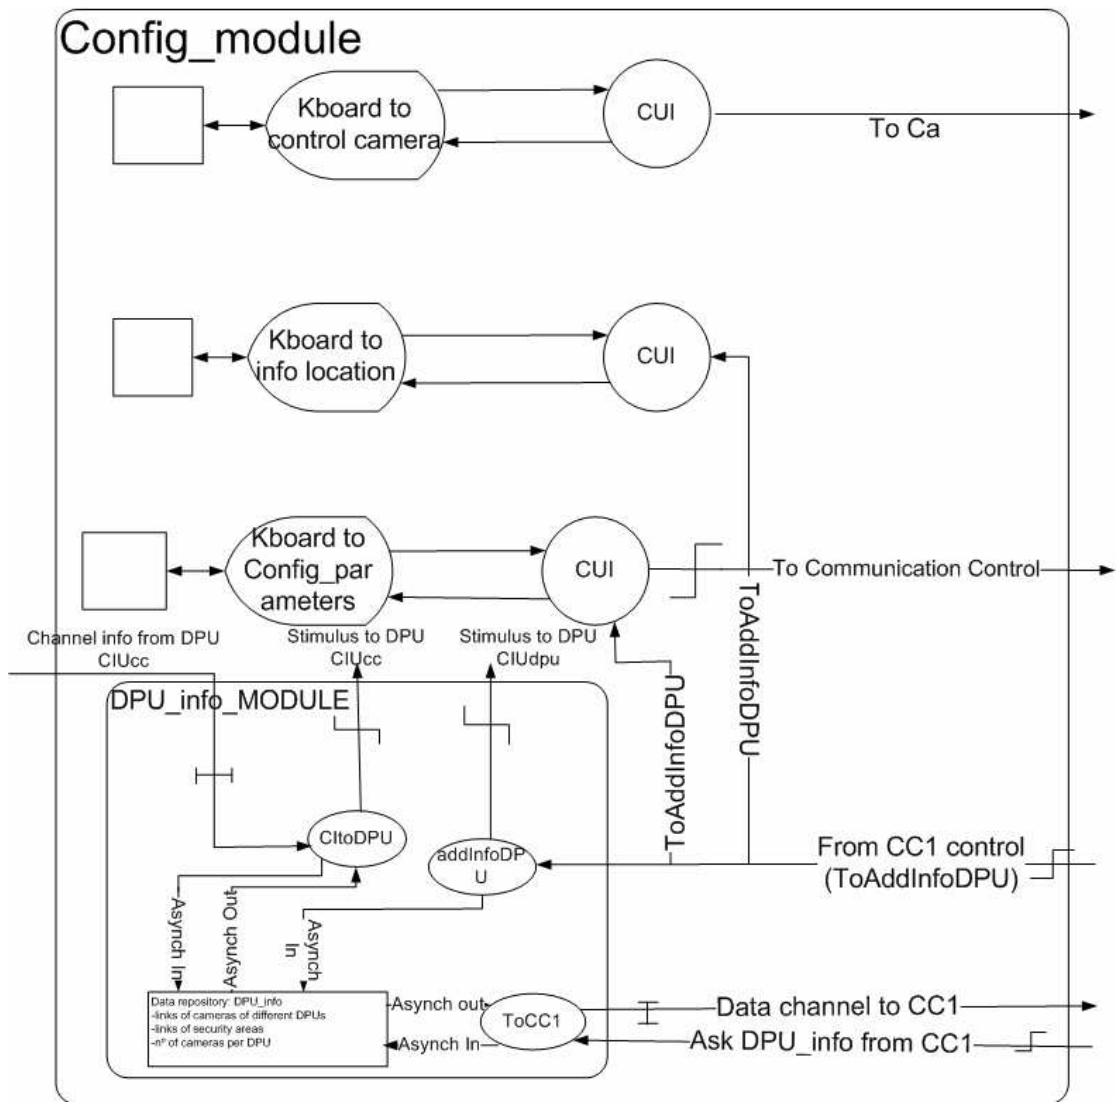 Config_module
Kboard to
control camera
CUI
To Ca
Kboard to
info location
CUI
Kboard to
Config_par
ameters
CUI
To Communication Control
Channel info from DPU
CIUcc
Stimulus to DPU
CIUcc
Stimulus to DPU
CIUdpu
ToAddInfoDPU
ToAddInfoDPU
DPU_info_MODULE
CItoDPU
addInfoDP
U
From CC1 control
(ToAddInfoDPU)
Asynch In
Asynch Out
Asynch
In
Data repository: DPU_info
-links of cameras of different DPUs
-links of security areas
-nº of cameras per DPU
Asynch out
Asynch In
ToCC1
Data channel to CC1
Ask DPU_info from CC1